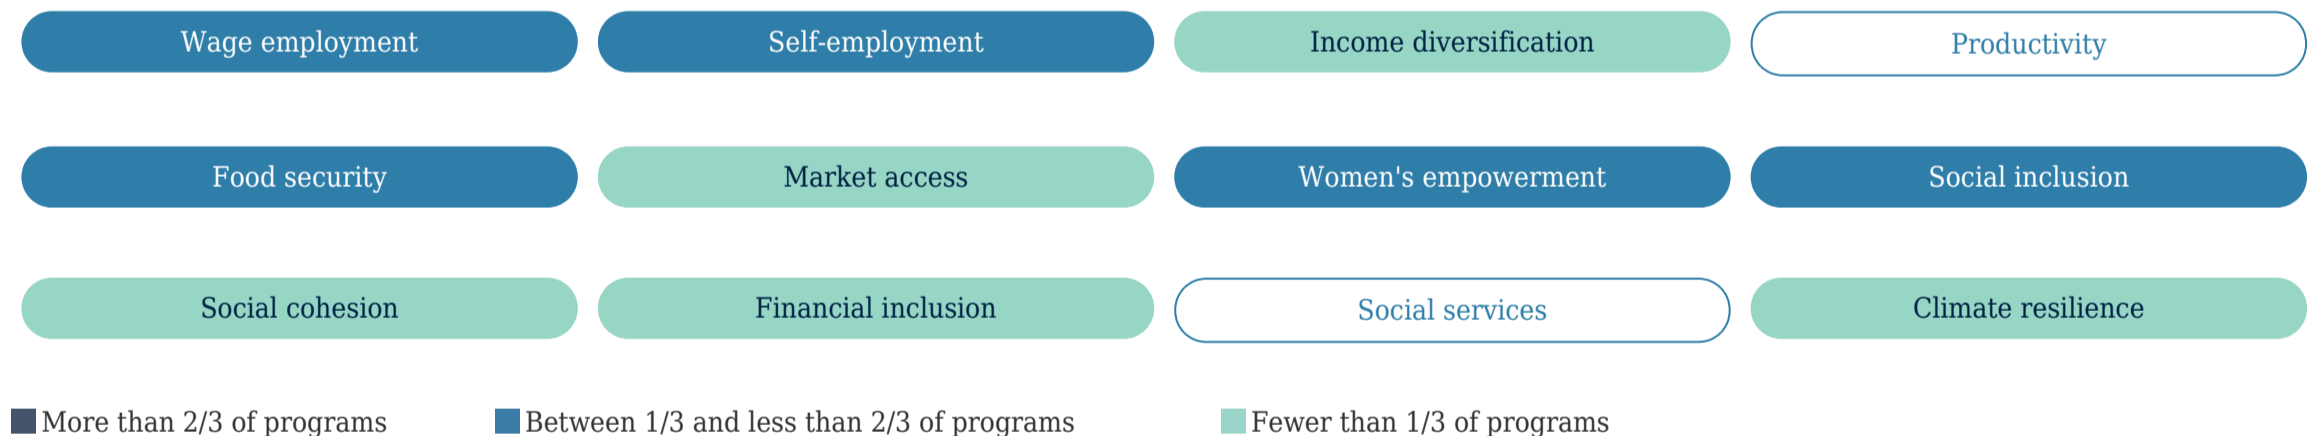 Wage employment Self-employment Income diversification Productivity
Food security Market access Women's empowerment Social inclusion
Social cohesion Financial inclusion Social services Climate resilience
More than 2/3 of programs Between 1/3 and less than 2/3 of programs Fewer than 1/3 of programs